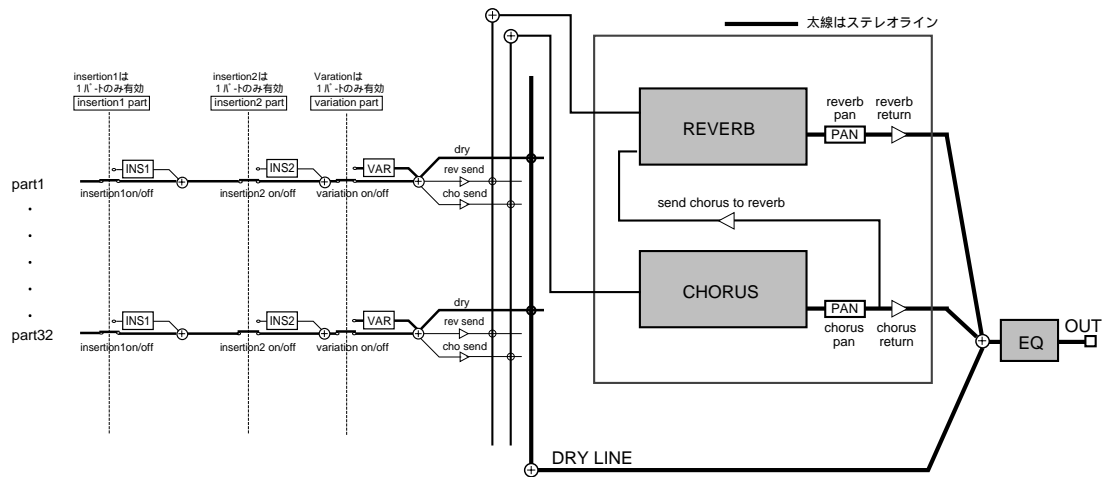 太線はステレオライン
insertion1は
１ﾊﾟ-ﾄのみ有効
insertion1 part
insertion2は
１ﾊﾟ-ﾄのみ有効
insertion2 part
Varationは
１ﾊﾟ-ﾄのみ有効
variation part
part1
INS1
insertion1on/off
INS2
insertion2 on/off
VAR
variation on/off
dry
rev send
cho send
part32
INS1
insertion1on/off
INS2
insertion2 on/off
VAR
variation on/off
dry
rev send
cho send
REVERB
reverb
pan
PAN
reverb
return
send chorus to reverb
CHORUS
PAN
chorus
pan
chorus
return
EQ
OUT
DRY LINE